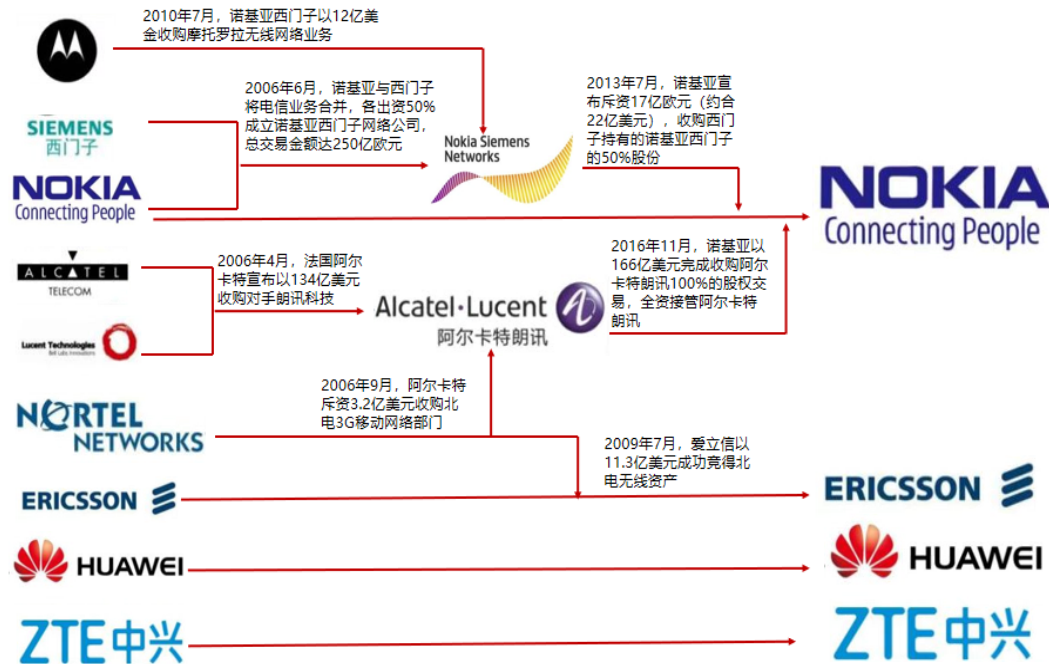 2010年7月，诺基亚西门子以12亿美
金收购摩托罗拉无线网络业务
SIEMENS
西门子
2006年6月，诺基亚与西门子
将电信业务合并，各出资50%
成立诺基亚西门子网络公司，
总交易金额达250亿欧元
Nokia Siemens
Networks
2013年7月，诺基亚宣
布斥资17亿欧元（约合
22亿美元），收购西门
子持有的诺基亚西门子
的50%股份
NOKIA
Connecting People
NOKIA
Connecting People
ALCATEL
TELECOM
2006年4月，法国阿尔
卡特宣布以134亿美元
收购对手朗讯科技
Lucent Technologies
Bell Labs Innovations
Alcatel·Lucent
阿尔卡特朗讯
2016年11月，诺基亚以
166亿美元完成收购阿尔
卡特朗讯100%的股权交
易，全资接管阿尔卡特
朗讯
NORTEL
NETWORKS
2006年9月，阿尔卡特
斥资3.2亿美元收购北
电3G移动网络部门
2009年7月，爱立信以
11.3亿美元成功竞得北
电无线资产
ERICSSON
ERICSSON
HUAWEI
HUAWEI
ZTE中兴
ZTE中兴